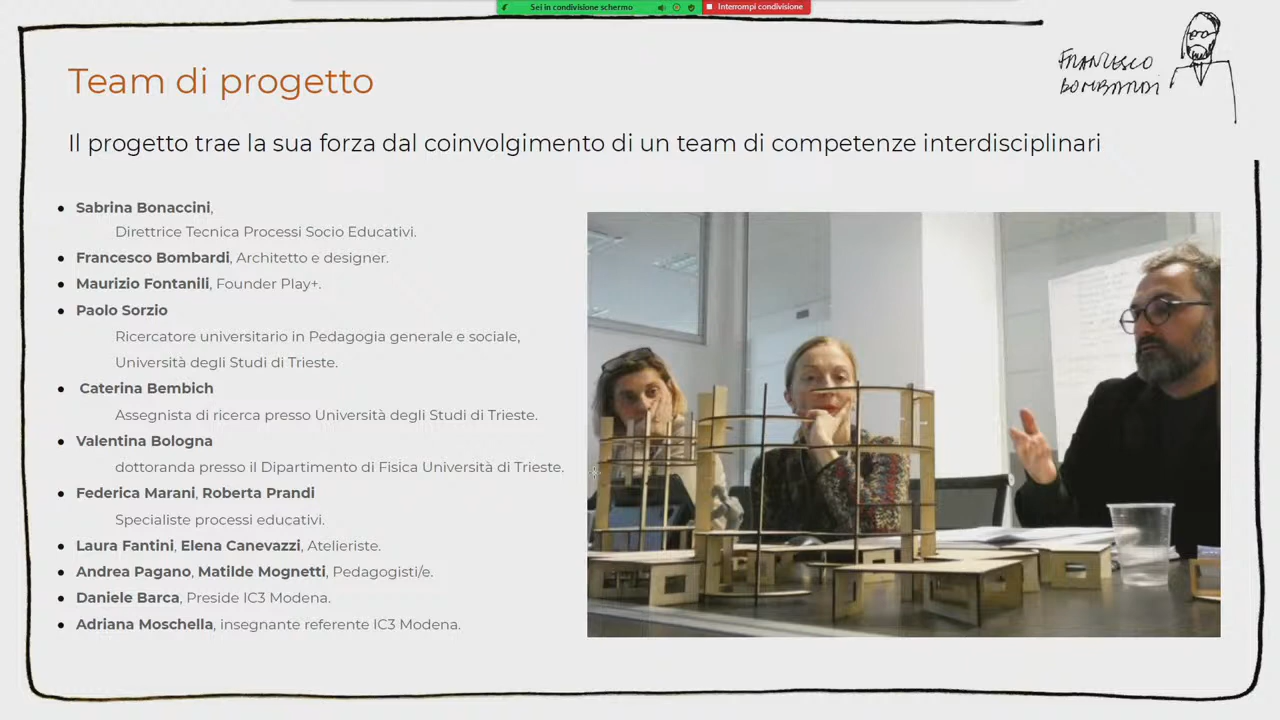 Sei in condivisione schermo
Interrompi condivisione
FRANCESCO
BOMBARDI
Team di progetto
Il progetto trae la sua forza dal coinvolgimento di un team di competenze interdisciplinari
Sabrina Bonaccini,
Direttrice Tecnica Processi Socio Educativi.
Francesco Bombardi, Architetto e designer.
Maurizio Fontanili, Founder Play+.
Paolo Sorzio
Ricercatore universitario in Pedagogia generale e sociale,
Università degli Studi di Trieste.
Caterina Bembich
Assegnista di ricerca presso Università degli Studi di Trieste.
Valentina Bologna
dottoranda presso il Dipartimento di Fisica Università di Trieste.
Federica Marani, Roberta Prandi
Specialiste processi educativi.
Laura Fantini, Elena Canevazzi, Atelieriste.
Andrea Pagano, Matilde Mognetti, Pedagogisti/e.
Daniele Barca, Preside IC3 Modena.
Adriana Moschella, insegnante referente IC3 Modena.